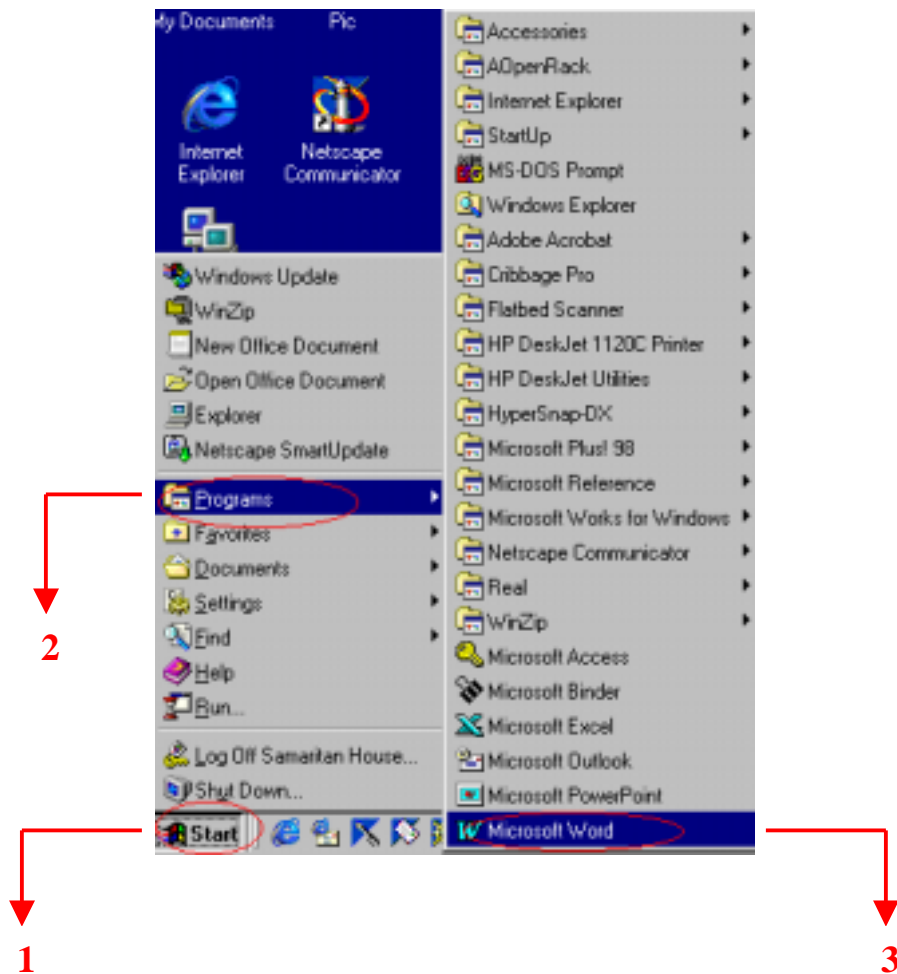 My Documents
Pic
Internet Explorer
Netscape Communicator
Windows Update
WinZip
New Office Document
Open Office Document
Explorer
Netscape SmartUpdate
Programs
Favorites
Documents
Settings
Find
Help
Run...
Log Off Samaritan House...
Shut Down...
Start
Accessories
AOpenRack
Internet Explorer
StartUp
MS-DOS Prompt
Windows Explorer
Adobe Acrobat
Cribbage Pro
Flatbed Scanner
HP DeskJet 1120C Printer
HP DeskJet Utilities
HyperSnap-DX
Microsoft Plus! 98
Microsoft Reference
Microsoft Works for Windows
Netscape Communicator
Real
WinZip
Microsoft Access
Microsoft Binder
Microsoft Excel
Microsoft Outlook
Microsoft PowerPoint
Microsoft Word
2
1
3